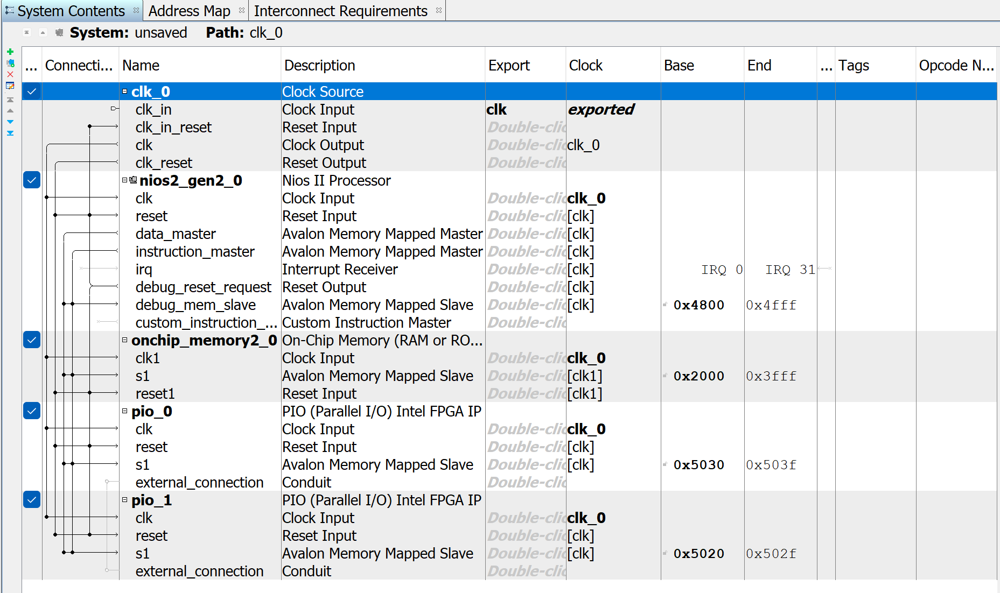 System Contents Address Map Interconnect Requirements
System: unsaved Path: clk_0
... Connecti... Name Description Export Clock Base End ... Tags Opcode N...
clk_0 Clock Source
clk_in Clock Input clk exported
clk_in_reset Reset Input Double-clic
clk Clock Output Double-clic clk_0
clk_reset Reset Output Double-clic
nios2_gen2_0 Nios II Processor
clk Clock Input Double-clic clk_0
reset Reset Input Double-clic [clk]
data_master Avalon Memory Mapped Master Double-clic [clk]
instruction_master Avalon Memory Mapped Master Double-clic [clk]
irq Interrupt Receiver Double-clic [clk] IRQ 0 IRQ 31
debug_reset_request Reset Output Double-clic [clk]
debug_mem_slave Avalon Memory Mapped Slave Double-clic [clk] 0x4800 0x4fff
custom_instruction_... Custom Instruction Master Double-clic
onchip_memory2_0 On-Chip Memory (RAM or RO...
clk1 Clock Input Double-clic clk_0
s1 Avalon Memory Mapped Slave Double-clic [clk1] 0x2000 0x3fff
reset1 Reset Input Double-clic [clk1]
pio_0 PIO (Parallel I/O) Intel FPGA IP
clk Clock Input Double-clic clk_0
reset Reset Input Double-clic [clk]
s1 Avalon Memory Mapped Slave Double-clic [clk] 0x5030 0x503f
external_connection Conduit Double-clic
pio_1 PIO (Parallel I/O) Intel FPGA IP
clk Clock Input Double-clic clk_0
reset Reset Input Double-clic [clk]
s1 Avalon Memory Mapped Slave Double-clic [clk] 0x5020 0x502f
external_connection Conduit Double-clic